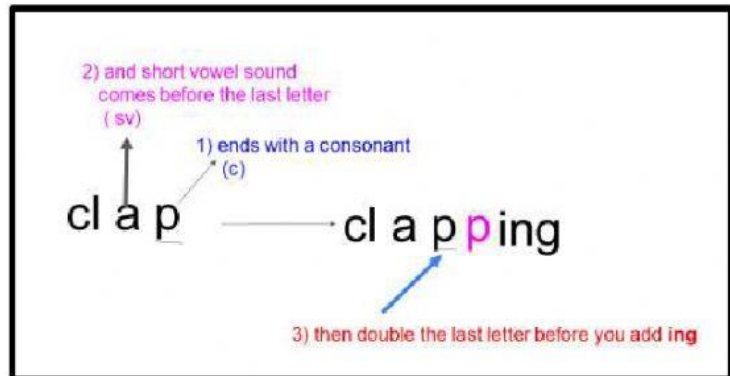 2) and short vowel sound
comes before the last letter
( sv)
1) ends with a consonant
(c)
cl a p
cl a p p ing
3) then double the last letter before you add ing